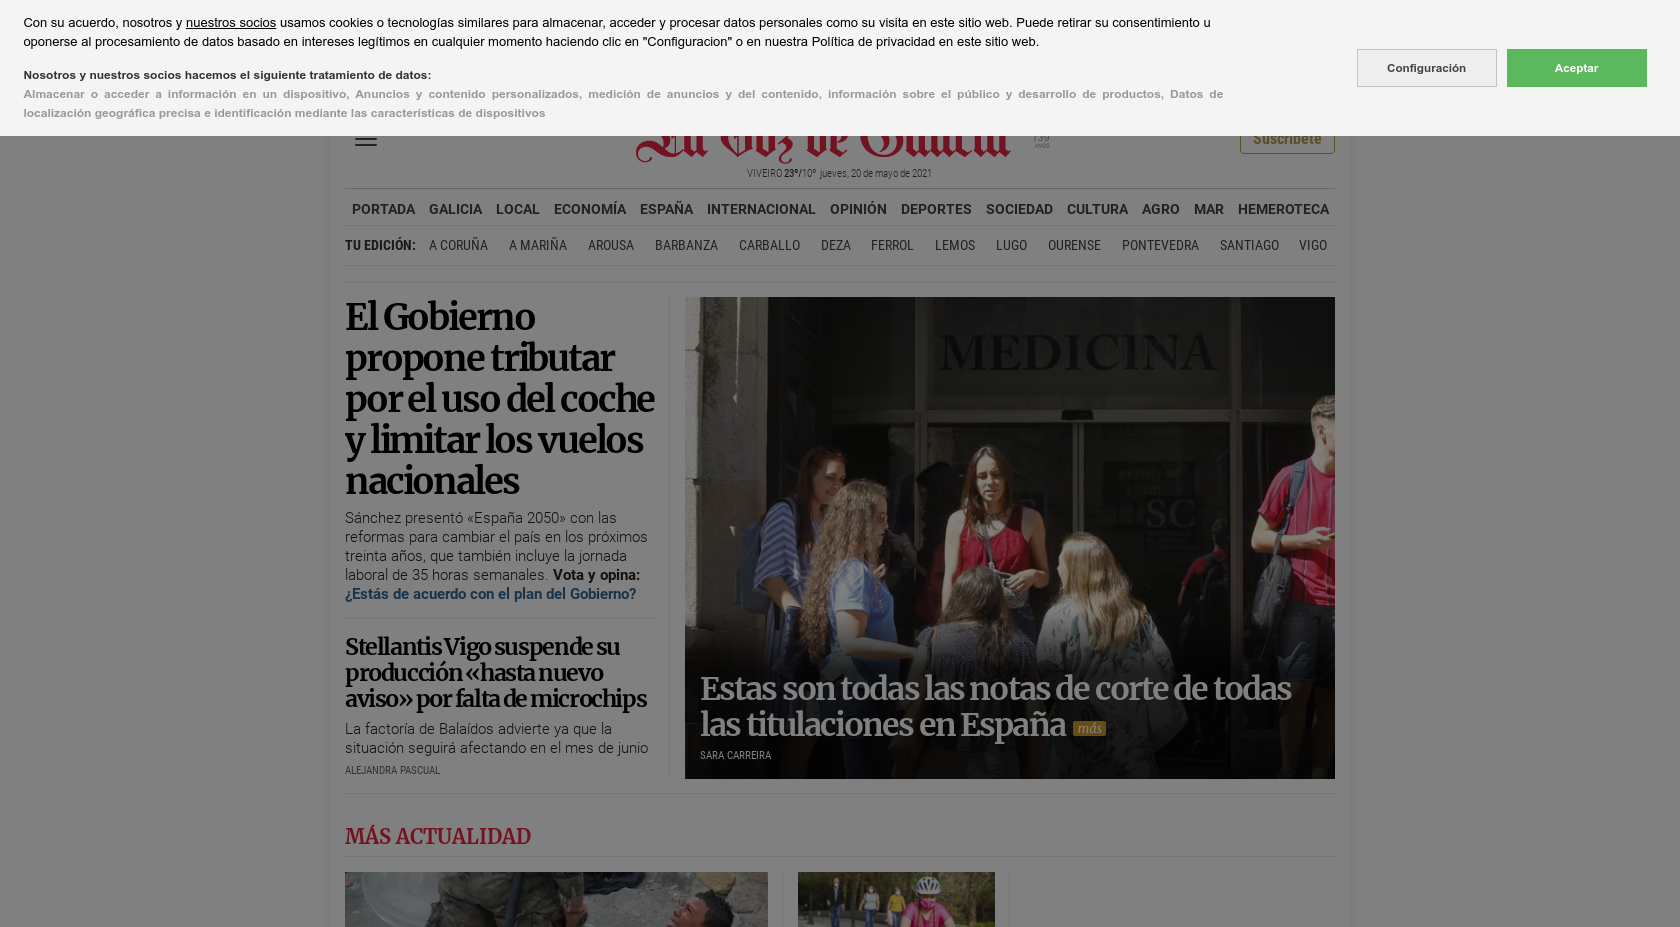 Con su acuerdo, nosotros y nuestros socios usamos cookies o tecnologías similares para almacenar, acceder y procesar datos personales como su visita en este sitio web. Puede retirar su consentimiento u
oponerse al procesamiento de datos basado en intereses legítimos en cualquier momento haciendo clic en "Configuracion" o en nuestra Política de privacidad en este sitio web.
Nosotros y nuestros socios hacemos el siguiente tratamiento de datos:
Almacenar o acceder a información en un dispositivo, Anuncios y contenido personalizados, medición de anuncios y del contenido, información sobre el público y desarrollo de productos, Datos de
localización geográfica precisa e identificación mediante las características de dispositivos
Configuración
Aceptar
La Voz de Galicia
139
AÑOS
Suscríbete
VIVEIRO 23º/10º jueves, 20 de mayo de 2021
PORTADA GALICIA LOCAL ECONOMÍA ESPAÑA INTERNACIONAL OPINIÓN DEPORTES SOCIEDAD CULTURA AGRO MAR HEMEROTECA
TU EDICIÓN: A CORUÑA A MARIÑA AROUSA BARBANZA CARBALLO DEZA FERROL LEMOS LUGO OURENSE PONTEVEDRA SANTIAGO VIGO
El Gobierno
propone tributar
por el uso del coche
y limitar los vuelos
nacionales
Sánchez presentó «España 2050» con las
reformas para cambiar el país en los próximos
treinta años, que también incluye la jornada
laboral de 35 horas semanales. Vota y opina:
¿Estás de acuerdo con el plan del Gobierno?
Stellantis Vigo suspende su
producción «hasta nuevo
aviso» por falta de microchips
La factoría de Balaídos advierte ya que la
situación seguirá afectando en el mes de junio
ALEJANDRA PASCUAL
MEDICINA
SC
Estas son todas las notas de corte de todas
las titulaciones en España más
SARA CARREIRA
MÁS ACTUALIDAD